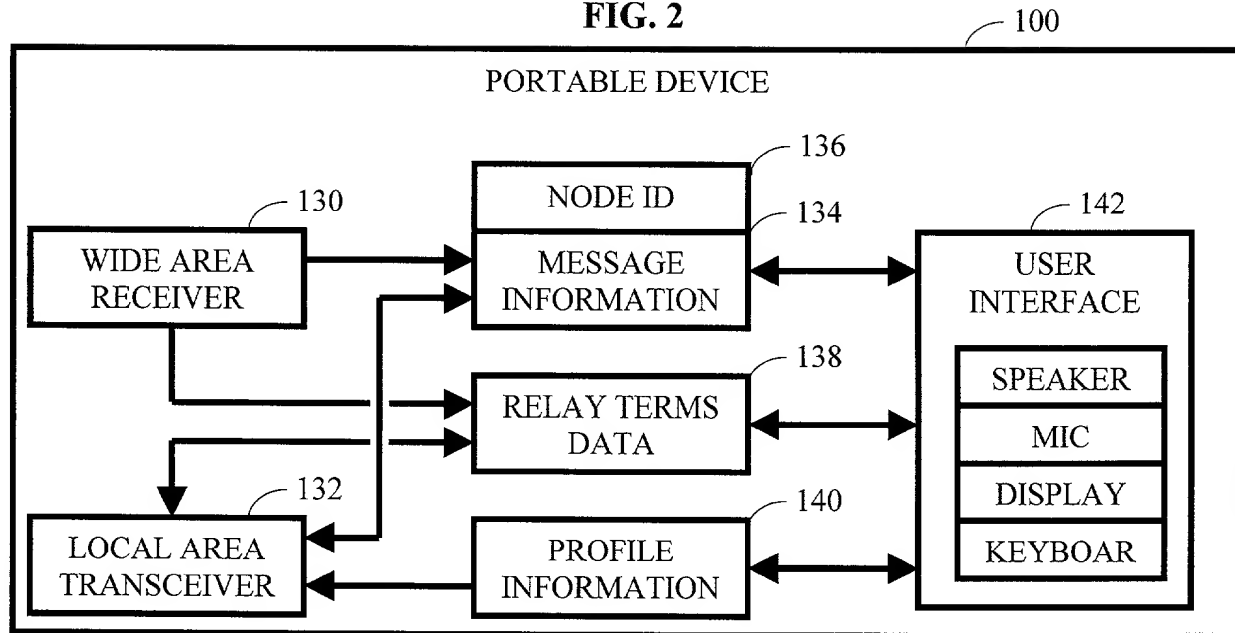 FIG. 2
100
PORTABLE DEVICE
136
NODE ID
134
MESSAGE
INFORMATION
130
WIDE AREA
RECEIVER
142
USER
INTERFACE
SPEAKER
MIC
DISPLAY
KEYBOAR
138
RELAY TERMS
DATA
132
LOCAL AREA
TRANSCEIVER
140
PROFILE
INFORMATION